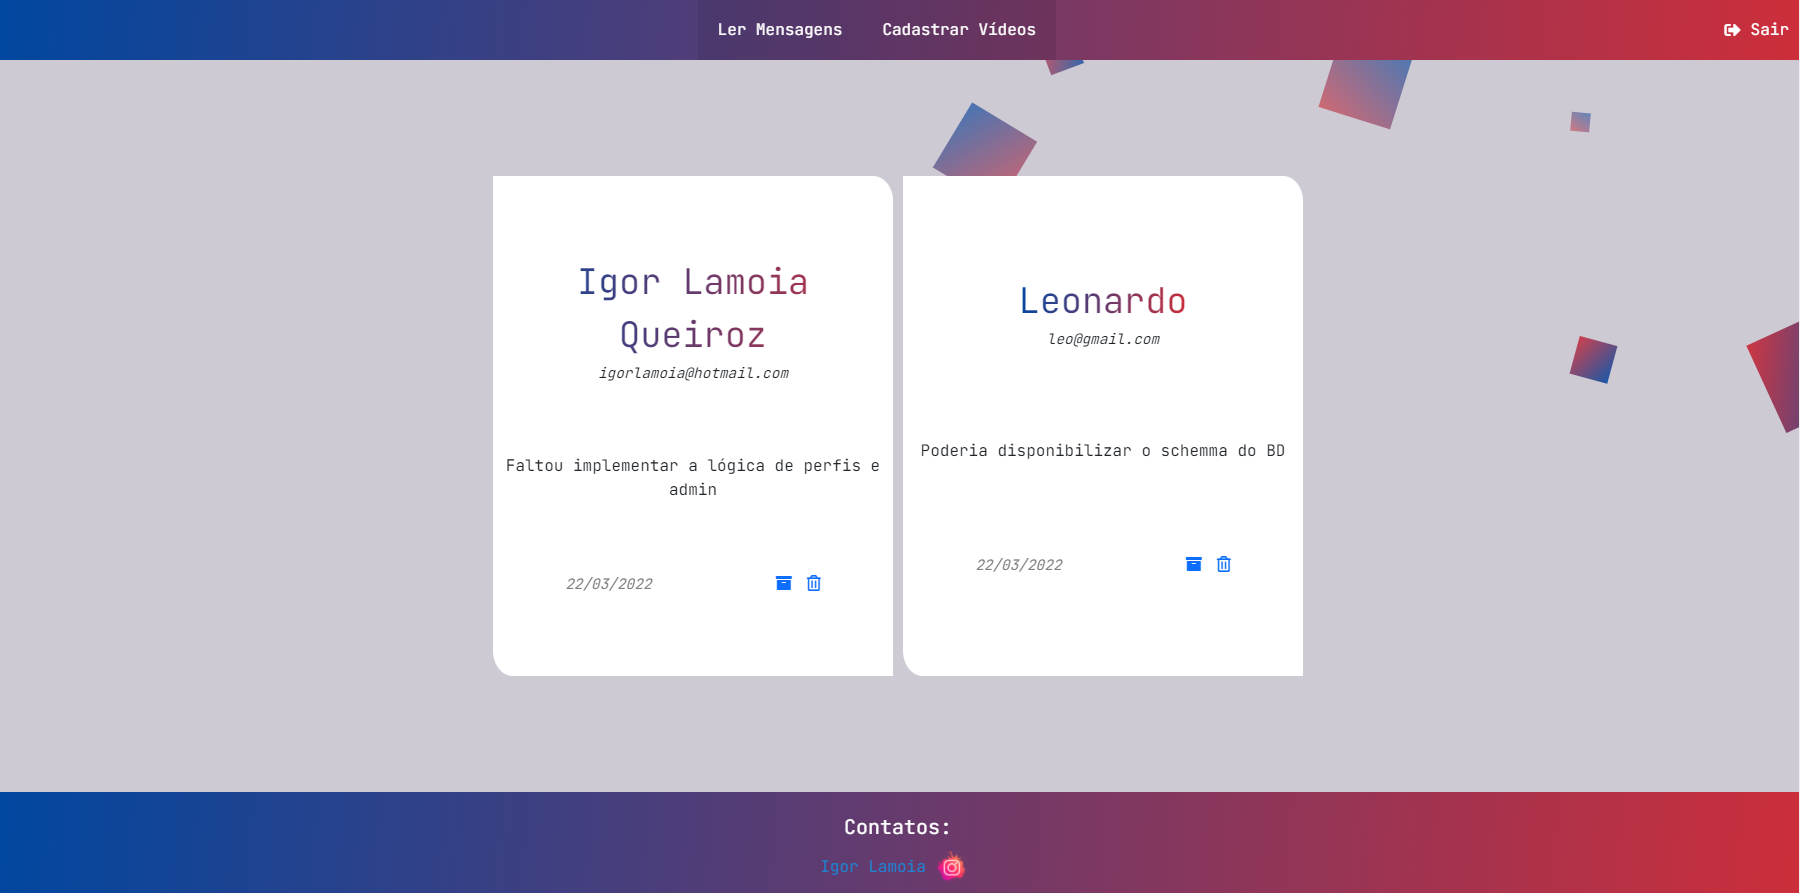 Ler Mensagens
Cadastrar Vídeos
Sair
Igor Lamoia
Queiroz
igorlamoia@hotmail.com
Faltou implementar a lógica de perfis e
admin
22/03/2022
Leonardo
leo@gmail.com
Poderia disponibilizar o schemma do BD
22/03/2022
Contatos:
Igor Lamoia